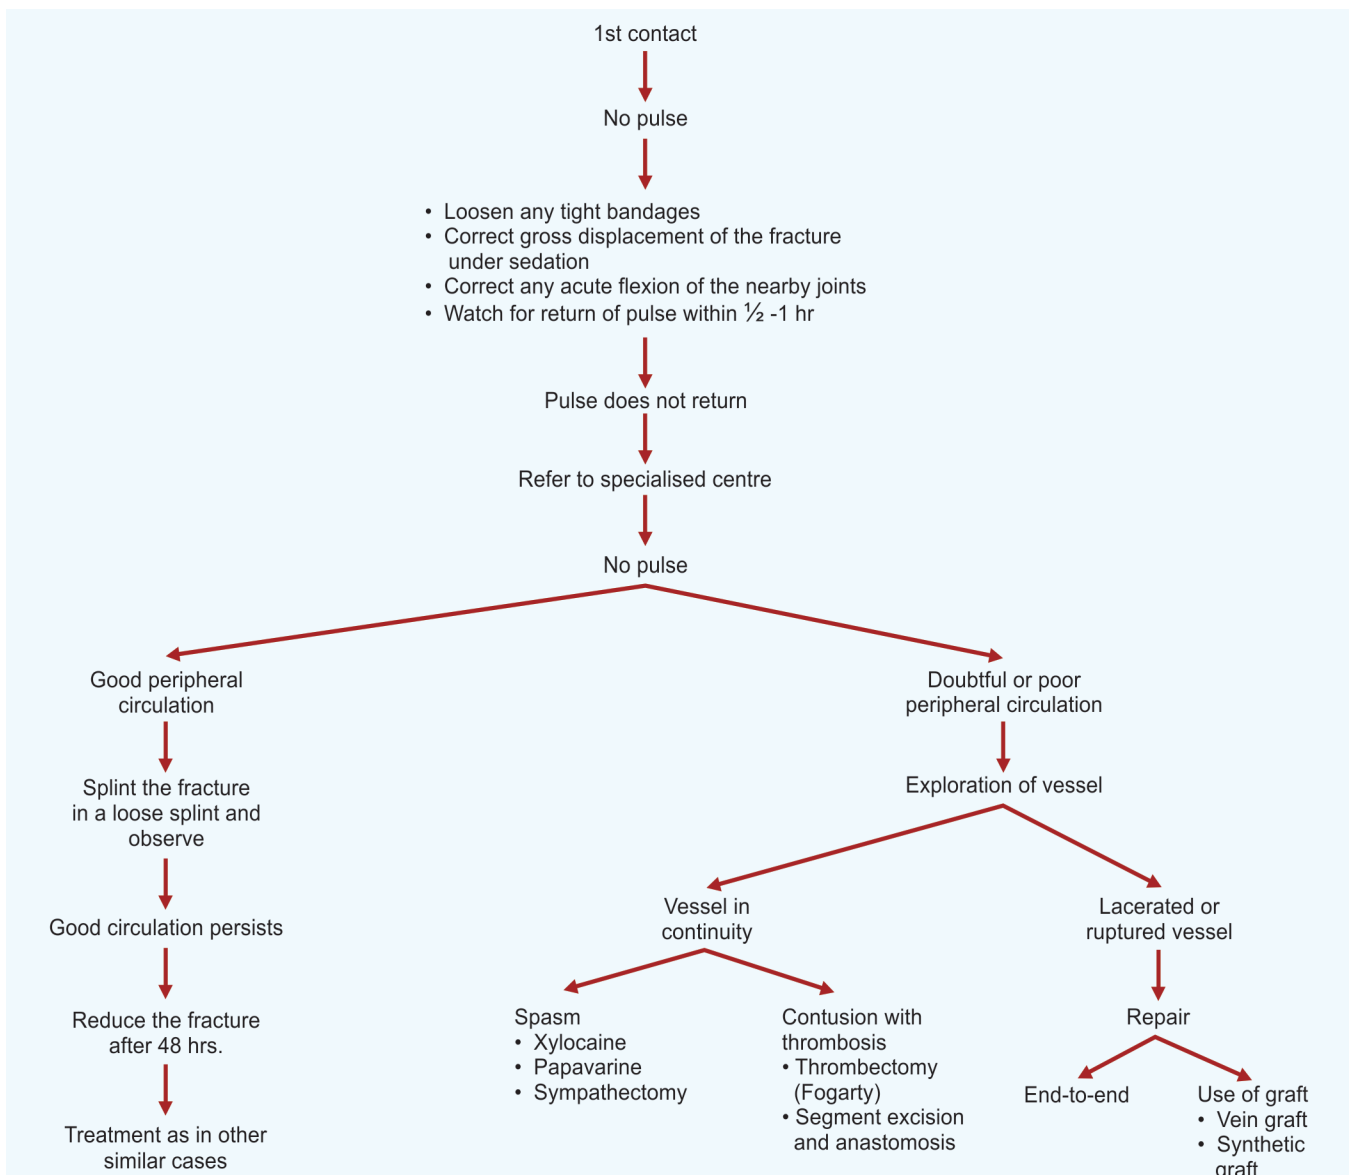 1st contact
No pulse
• Loosen any tight bandages
• Correct gross displacement of the fracture
under sedation
• Correct any acute flexion of the nearby joints
• Watch for return of pulse within ½ -1 hr
Pulse does not return
Refer to specialised centre
No pulse
Good peripheral
circulation
Splint the fracture
in a loose splint and
observe
Good circulation persists
Reduce the fracture
after 48 hrs.
Treatment as in other
similar cases
Doubtful or poor
peripheral circulation
Exploration of vessel
Vessel in
continuity
Spasm
• Xylocaine
• Papavarine
• Sympathectomy
Contusion with
thrombosis
• Thrombectomy
(Fogarty)
• Segment excision
and anastomosis
Lacerated or
ruptured vessel
Repair
End-to-end
Use of graft
• Vein graft
• Synthetic
graft